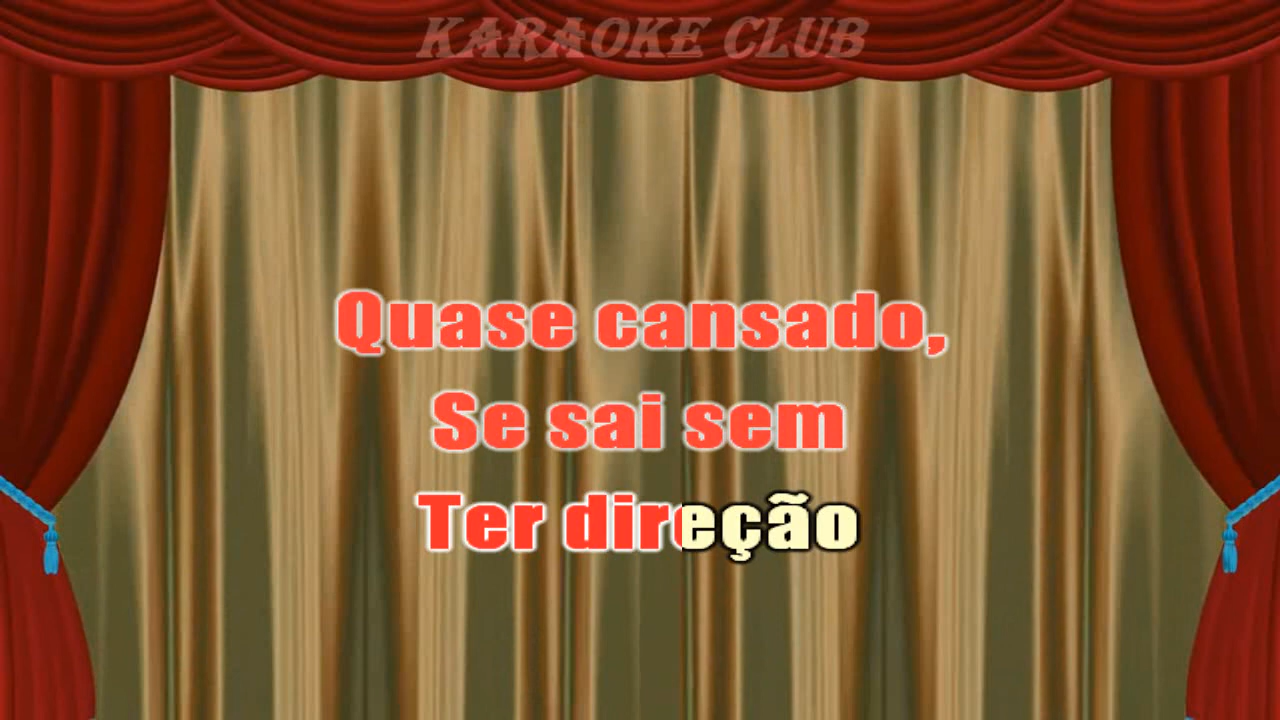 KARAOKE CLUB
Quase cansado,
Se sai sem
Ter direção